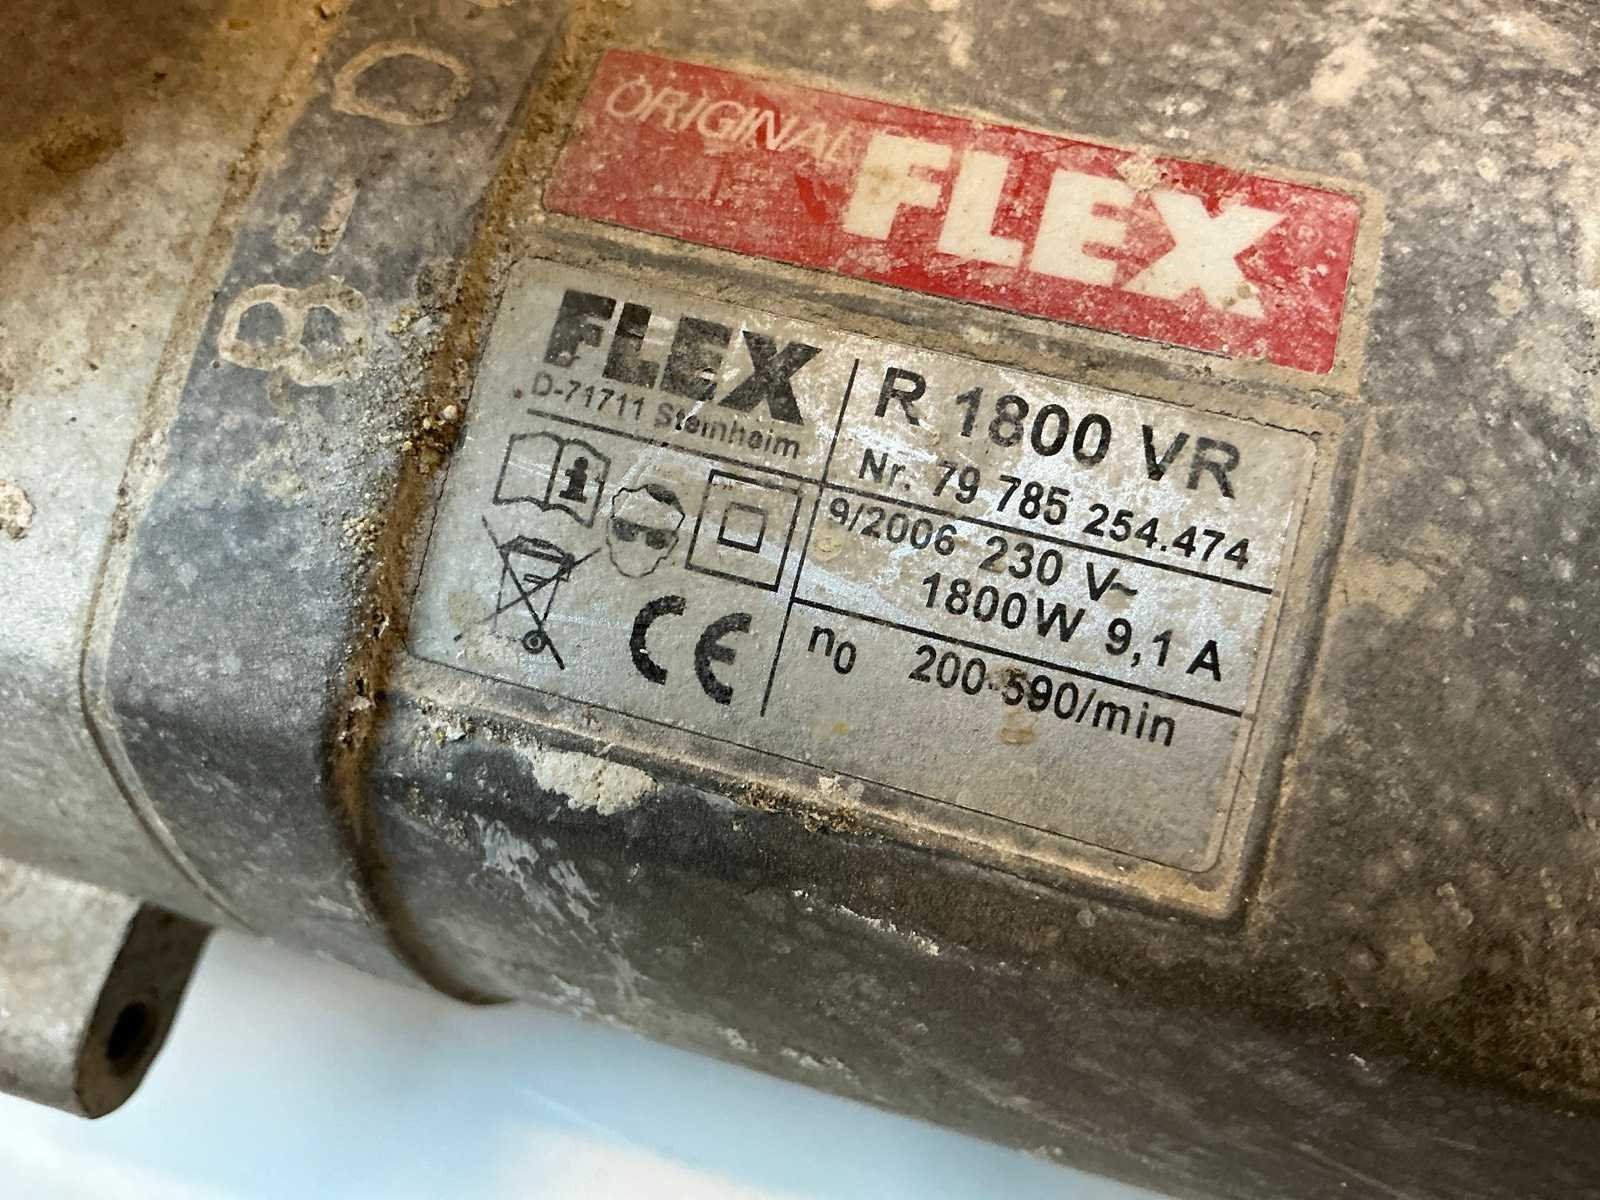 B-D
ORIGINAL FLEX
FLEX
D-71711 Steinheim
R 1800 VR
Nr. 79 785 254.474
9/2006 230 V~
1800W 9,1 A
n0 200-590/min
CE